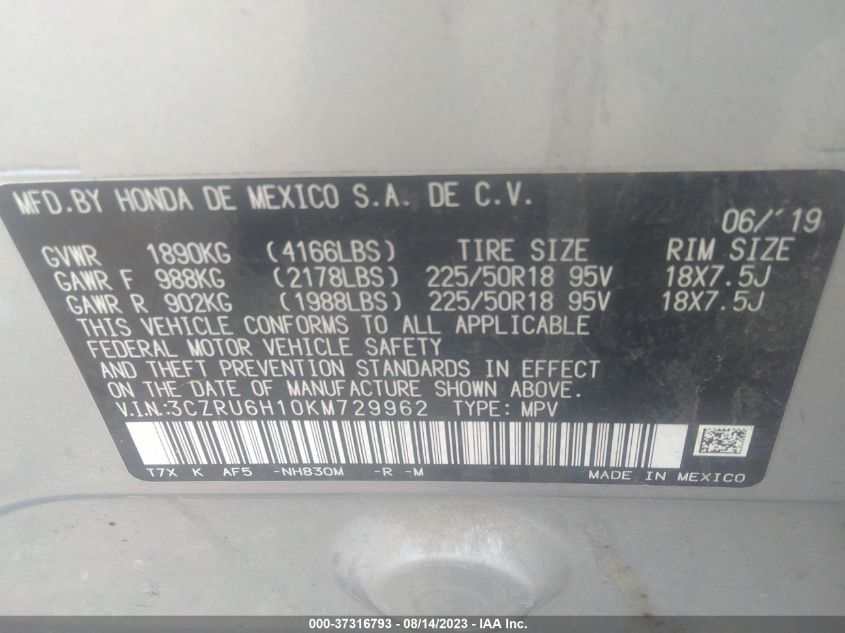 MFD.BY HONDA DE MEXICO S.A. DE C.V.
06/'19
GVWR 1890KG (4166LBS) TIRE SIZE RIM SIZE
GAWR F 988KG (2178LBS) 225/50R18 95V 18X7.5J
GAWR R 902KG (1988LBS) 225/50R18 95V 18X7.5J
THIS VEHICLE CONFORMS TO ALL APPLICABLE
FEDERAL MOTOR VEHICLE SAFETY
AND THEFT PREVENTION STANDARDS IN EFFECT
ON THE DATE OF MANUFACTURE SHOWN ABOVE.
V.I.N:3CZRU6H10KM729962 TYPE: MPV
T7X K AF5 -NH830M -R -M MADE IN MEXICO
000-37316793 - 08/14/2023 - IAA Inc.